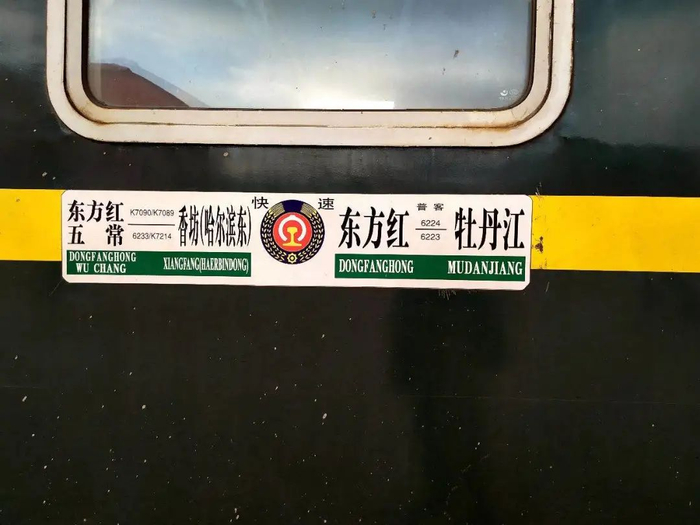 东方红 K7090/K7089 香坊(哈尔滨东)
五常 6233/K7214
DONGFANGHONG
WU CHANG XIANGFANG(HAERBINDONG)
快 速
东方红 普客 6224 牡丹江
6223
DONGFANGHONG MUDANJIANG